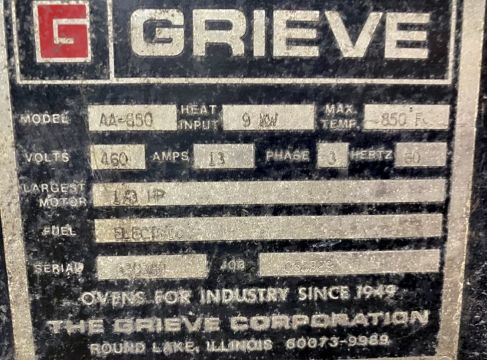 G GRIEVE
MODEL AA-850 HEAT INPUT 9 KW MAX. TEMP. 850 F.
VOLTS 460 AMPS 13 PHASE 3 HERTZ 60
LARGEST MOTOR HP
FUEL ELECTRIC
SERIAL JOB
OVENS FOR INDUSTRY SINCE 1949
THE GRIEVE CORPORATION
ROUND LAKE, ILLINOIS 60073-9989